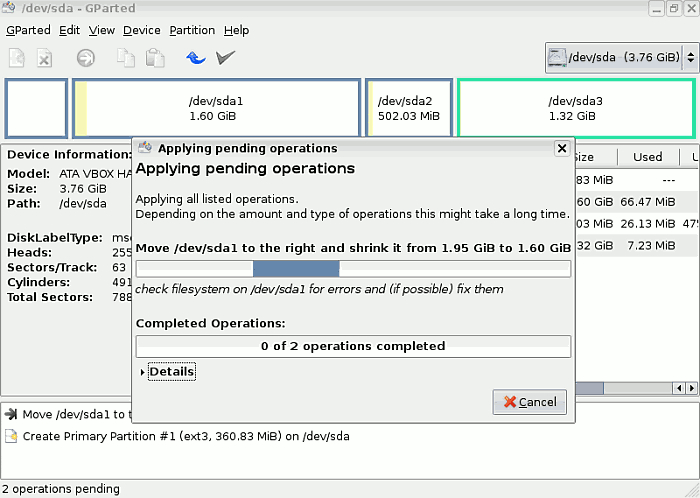 /dev/sda - GParted
GParted Edit View Device Partition Help
/dev/sda (3.76 GiB)
/dev/sda1
1.60 GiB
/dev/sda2
502.03 MiB
/dev/sda3
1.32 GiB
Device Information:
Model: ATA VBOX HA
Size: 3.76 GiB
Path: /dev/sda
DiskLabelType: ms
Heads: 255
Sectors/Track: 63
Cylinders: 491
Total Sectors: 788
Size Used U
83 MiB ---
60 GiB 66.47 MiB
03 MiB 26.13 MiB 47
32 GiB 7.23 MiB
Applying pending operations
Applying pending operations
Applying all listed operations.
Depending on the amount and type of operations this might take a long time.
Move /dev/sda1 to the right and shrink it from 1.95 GiB to 1.60 GiB
check filesystem on /dev/sda1 for errors and (if possible) fix them
Completed Operations:
0 of 2 operations completed
Details
Cancel
Move /dev/sda1 to t
Create Primary Partition #1 (ext3, 360.83 MiB) on /dev/sda
2 operations pending